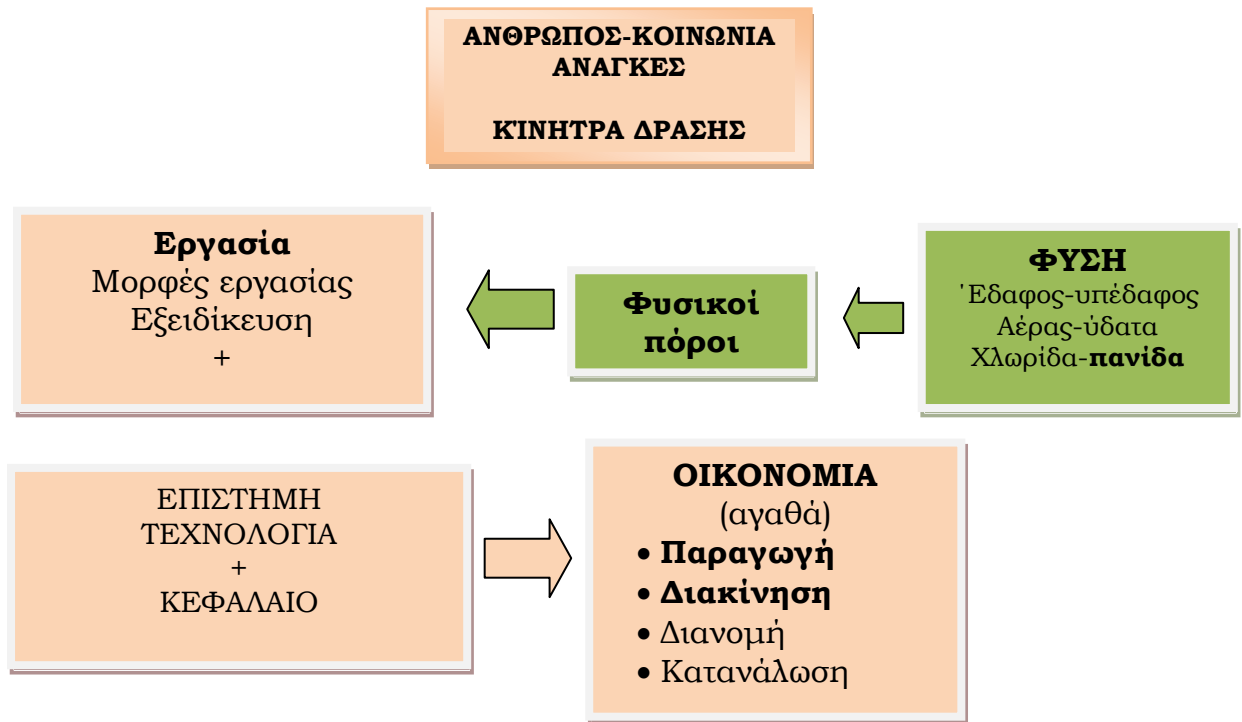 ΑΝΘΡΩΠΟΣ-ΚΟΙΝΩΝΙΑ
ΑΝΑΓΚΕΣ
ΚΊΝΗΤΡΑ ΔΡΑΣΗΣ
Εργασία
Μορφές εργασίας
Εξειδίκευση
+
Φυσικοί
πόροι
ΦΥΣΗ
Έδαφος-υπέδαφος
Αέρας-ύδατα
Χλωρίδα-πανίδα
ΕΠΙΣΤΗΜΗ
ΤΕΧΝΟΛΟΓΙΑ
+
ΚΕΦΑΛΑΙΟ
ΟΙΚΟΝΟΜΙΑ
(αγαθά)
• Παραγωγή
• Διακίνηση
• Διανομή
• Κατανάλωση